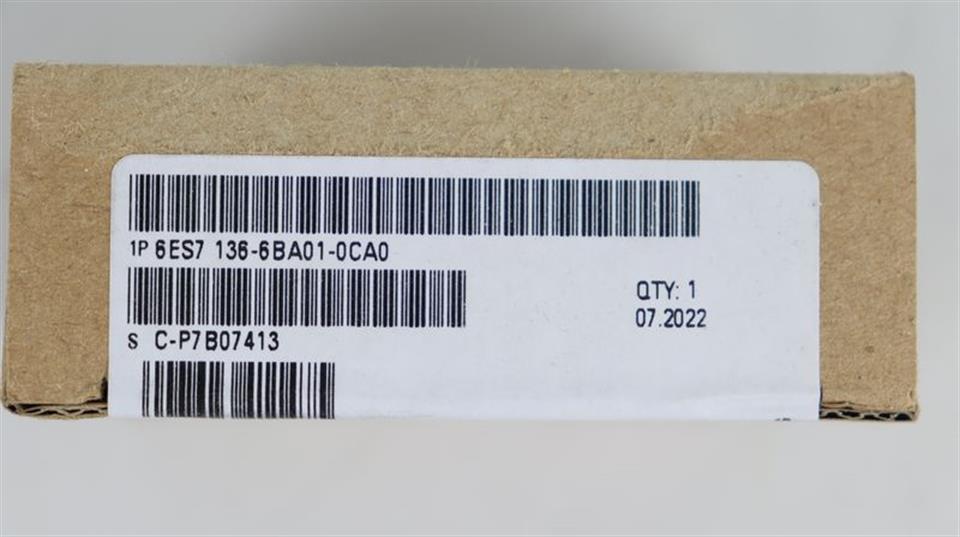 1P 6ES7 136-6BA01-0CA0
QTY: 1
07.2022
S C-P7B07413